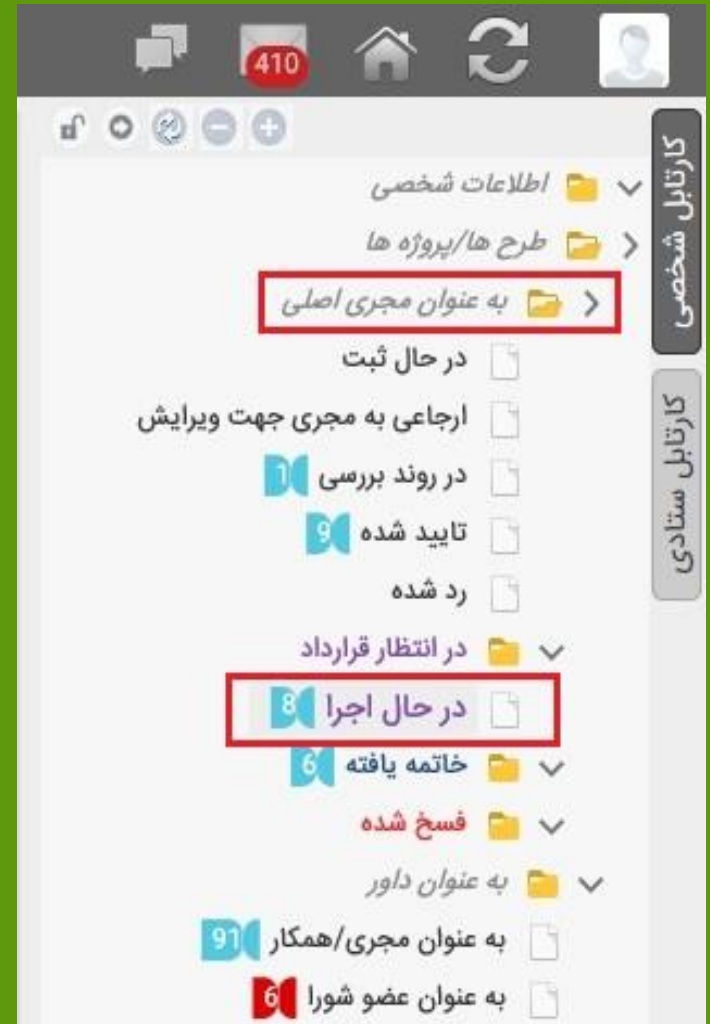 410
کارتابل شخصی
کارتابل ستادی
اطلاعات شخصی
طرح ها/پروژه ها
به عنوان مجری اصلی
در حال ثبت
ارجاعی به مجری جهت ویرایش
در روند بررسی 1
تایید شده 9
رد شده
در انتظار قرارداد
در حال اجرا 8
خاتمه یافته 6
فسخ شده
به عنوان داور
به عنوان مجری/همکار 91
به عنوان عضو شورا 6